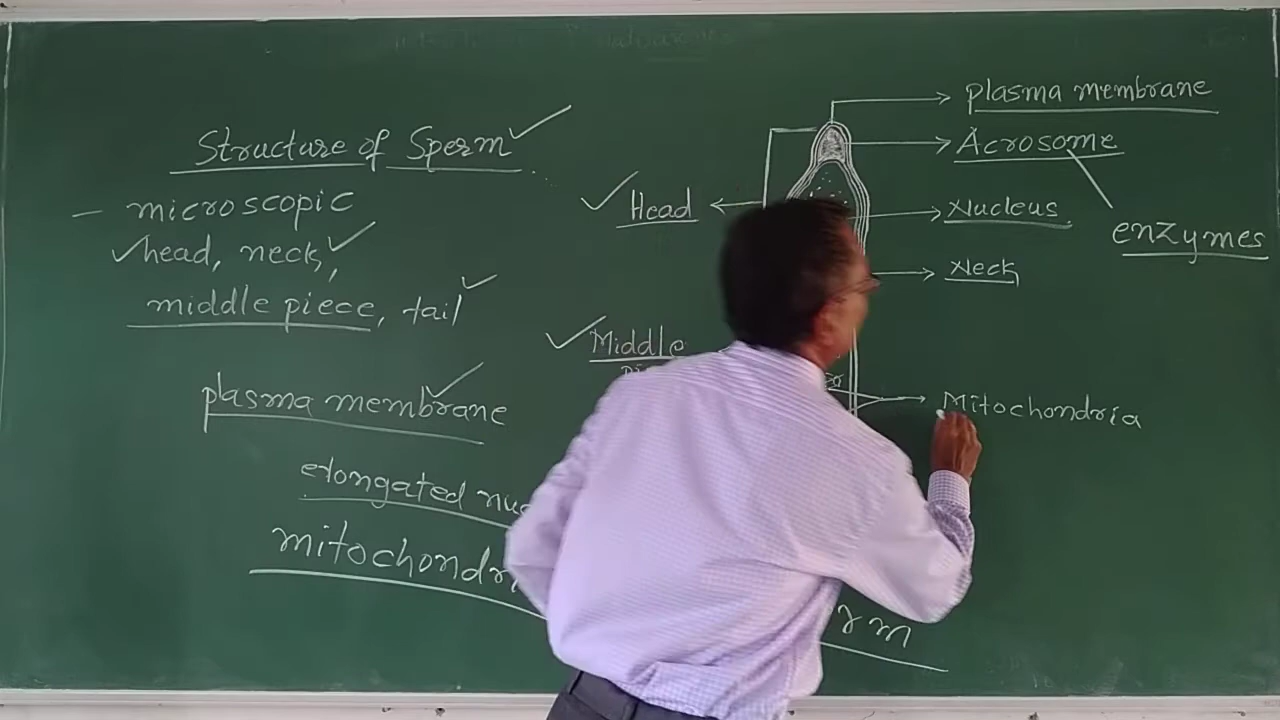 Structure of Sperm
– microscopic
head, neck,
middle piece, tail
plasma membrane
elongated
plasma membrane
Acrosome
Head
Nucleus
enzymes
Neck
Middle
Mitochondria